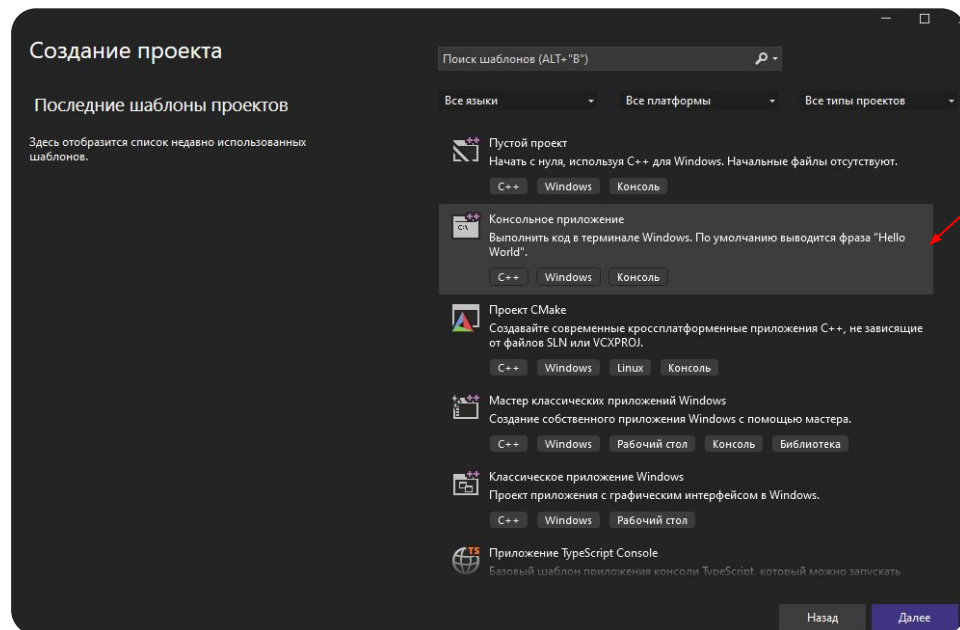 Создание проекта
Поиск шаблонов (ALT+"B")
Последние шаблоны проектов
Все языки
Все платформы
Все типы проектов
Здесь отобразится список недавно использованных
шаблонов.
Пустой проект
Начать с нуля, используя C++ для Windows. Начальные файлы отсутствуют.
C++ Windows Консоль
Консольное приложение
Выполнить код в терминале Windows. По умолчанию выводится фраза "Hello
World".
C++ Windows Консоль
Проект CMake
Создавайте современные кроссплатформенные приложения C++, не зависящие
от файлов SLN или VCXPROJ.
C++ Windows Linux Консоль
Мастер классических приложений Windows
Создание собственного приложения Windows с помощью мастера.
C++ Windows Рабочий стол Консоль Библиотека
Классическое приложение Windows
Проект приложения с графическим интерфейсом в Windows.
C++ Windows Рабочий стол
Приложение TypeScript Console
Базовый шаблон приложения консоли TypeScript, который можно запускать
Назад
Далее